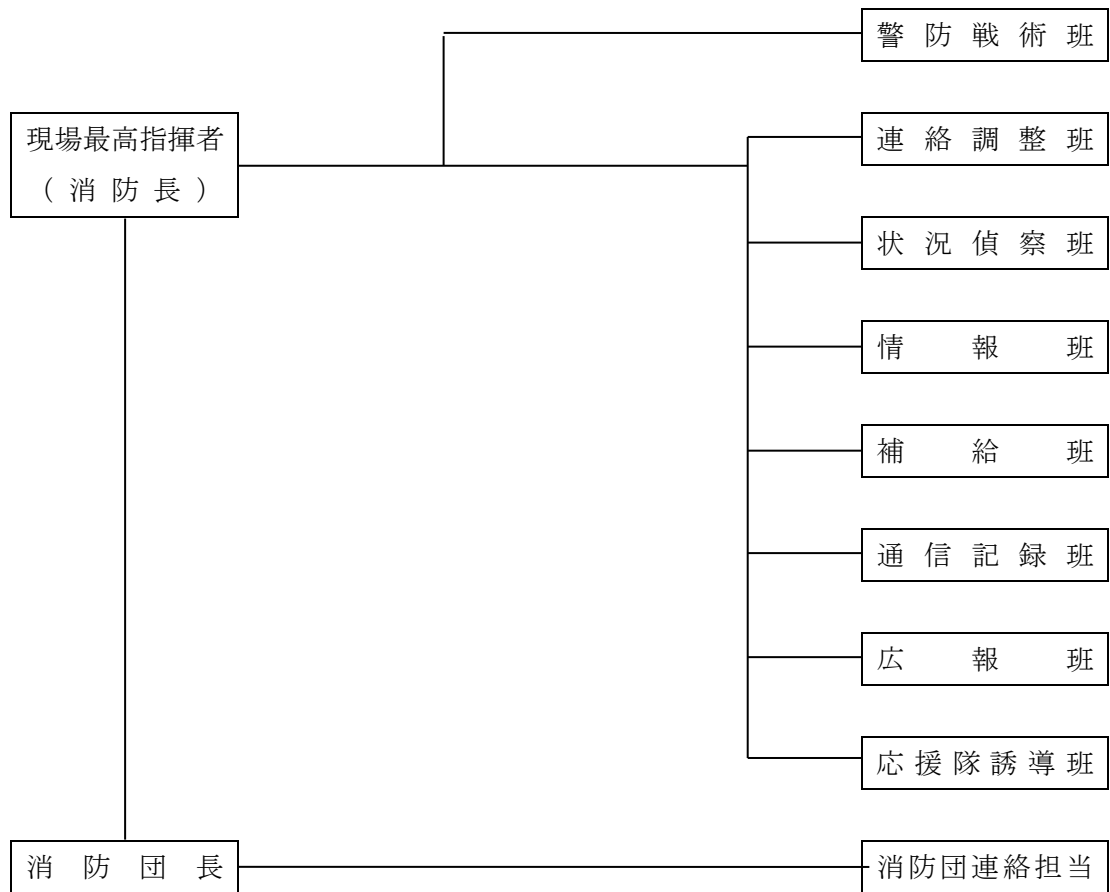 警防戦術班
現場最高指揮者
（消防長）
連絡調整班
状況偵察班
情報班
補給班
通信記録班
広報班
応援隊誘導班
消防団長
消防団連絡担当